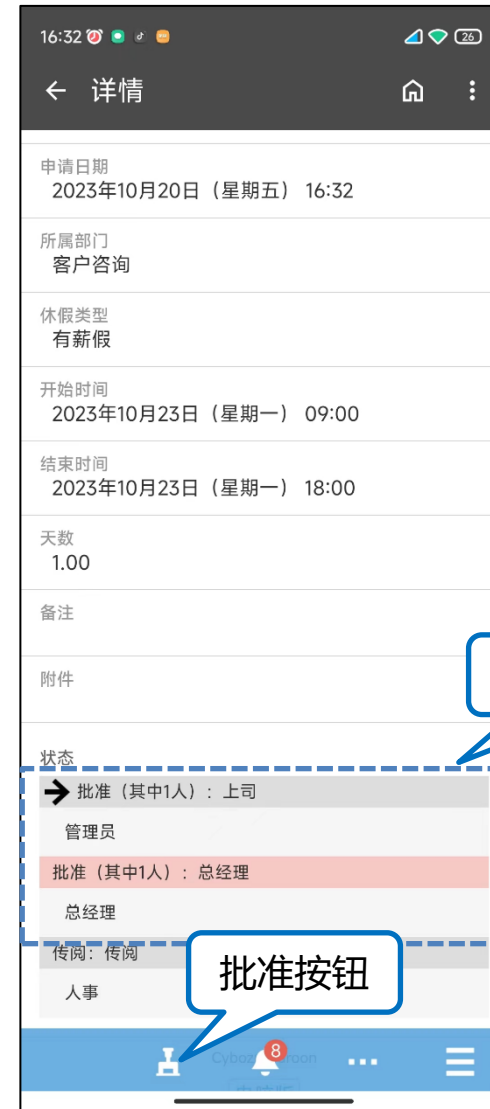 16:32
26
详情
申请日期
2023年10月20日（星期五） 16:32
所属部门
客户咨询
休假类型
有薪假
开始时间
2023年10月23日（星期一） 09:00
结束时间
2023年10月23日（星期一） 18:00
天数
1.00
备注
附件
状态
批准（其中1人）: 上司
管理员
批准（其中1人）: 总经理
总经理
传阅: 传阅
人事
批准按钮
8